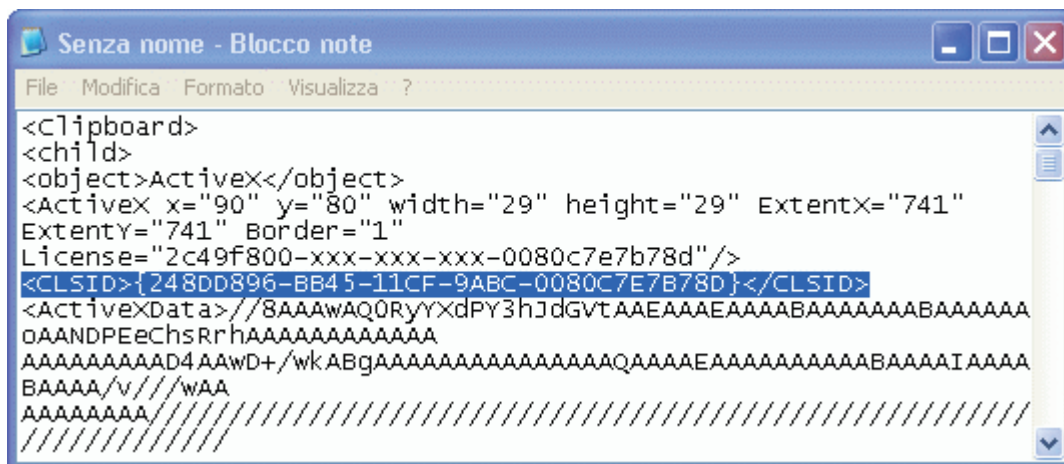 Senza nome - Blocco note
File Modifica Formato Visualizza ?
<Clipboard>
<child>
<object>ActiveX</object>
<ActiveX x="90" y="80" width="29" height="29" ExtentX="741"
ExtentY="741" Border="1"
License="2c49f800-xxx-xxx-xxx-0080c7e7b78d"/>
<CLSID>{248DD896-BB45-11CF-9ABC-0080C7E7B78D}</CLSID>
<ActiveXData>//8AAAwAQ0RyYXdPY3hJdGVtAAEAAAEAAAABAAAAAAABAAAAAA
oAANDPEeChsRrhAAAAAAAAAAAA
AAAAAAAAAD4AAwD+/wkABgAAAAAAAAAAAAAAAQAAAAEAAAAAAAAAABAAAAIAAAA
BAAAA/v///wAA
AAAAAAAA////////////////////////////////////////////////////////
/////////////